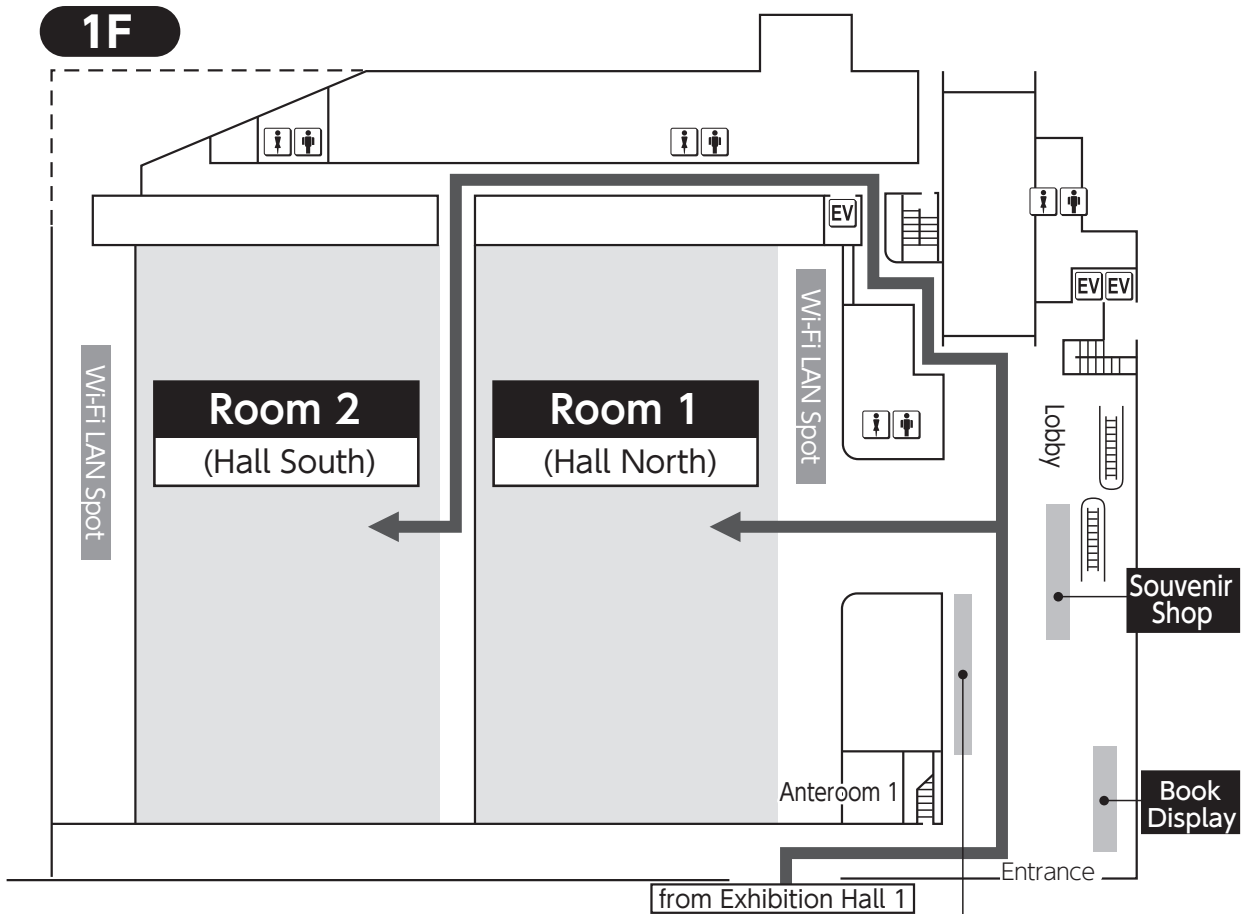 1F
EV
EV EV
Wi-Fi LAN Spot
Wi-Fi LAN Spot
Room 2
(Hall South)
Room 1
(Hall North)
Lobby
Souvenir
Shop
Anteroom 1
Book
Display
Entrance
from Exhibition Hall 1